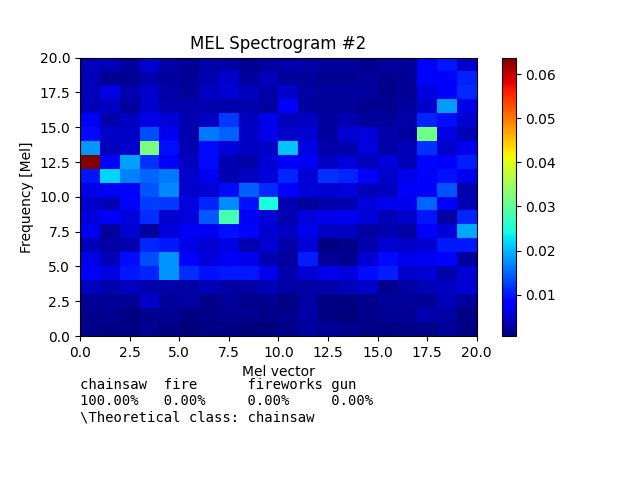 MEL Spectrogram #2
Frequency [Mel]
20.0
17.5
15.0
12.5
10.0
7.5
5.0
2.5
0.0
0.0 2.5 5.0 7.5 10.0 12.5 15.0 17.5 20.0
Mel vector
0.06
0.05
0.04
0.03
0.02
0.01
chainsaw fire fireworks gun
100.00% 0.00% 0.00% 0.00%
\Theoretical class: chainsaw